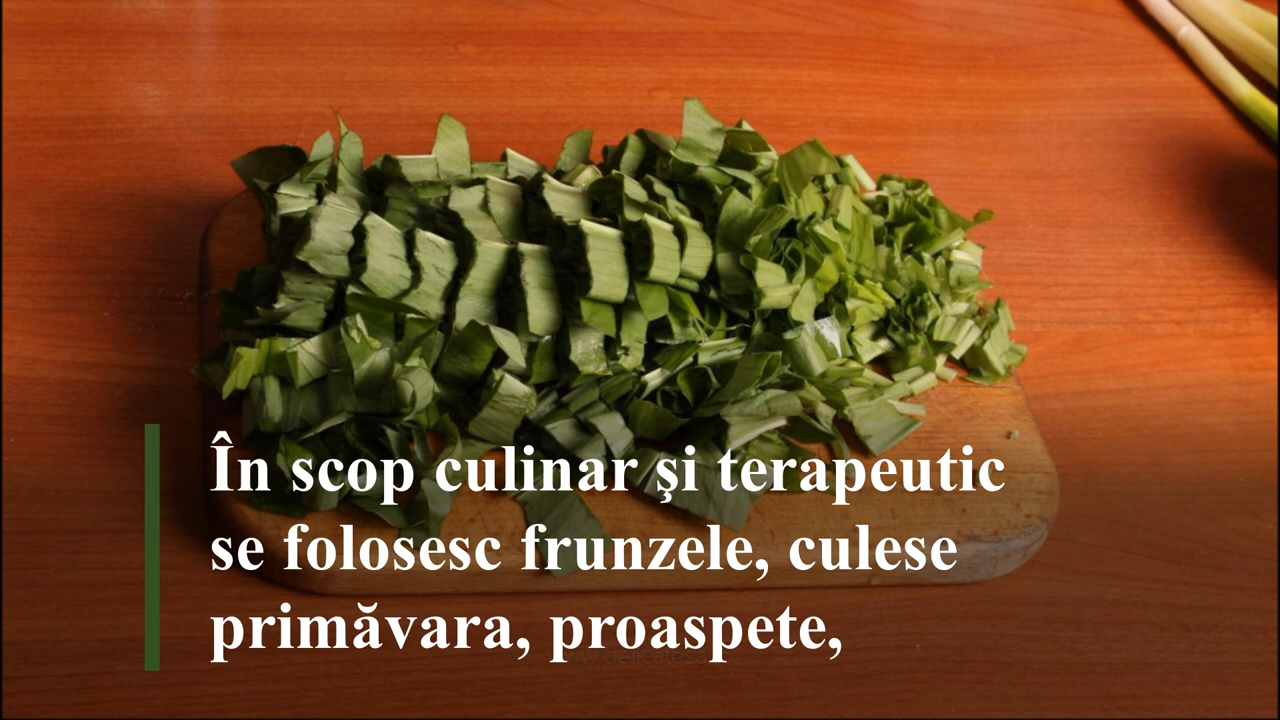 În scop culinar şi terapeutic
se folosesc frunzele, culese
primăvara, proaspete,